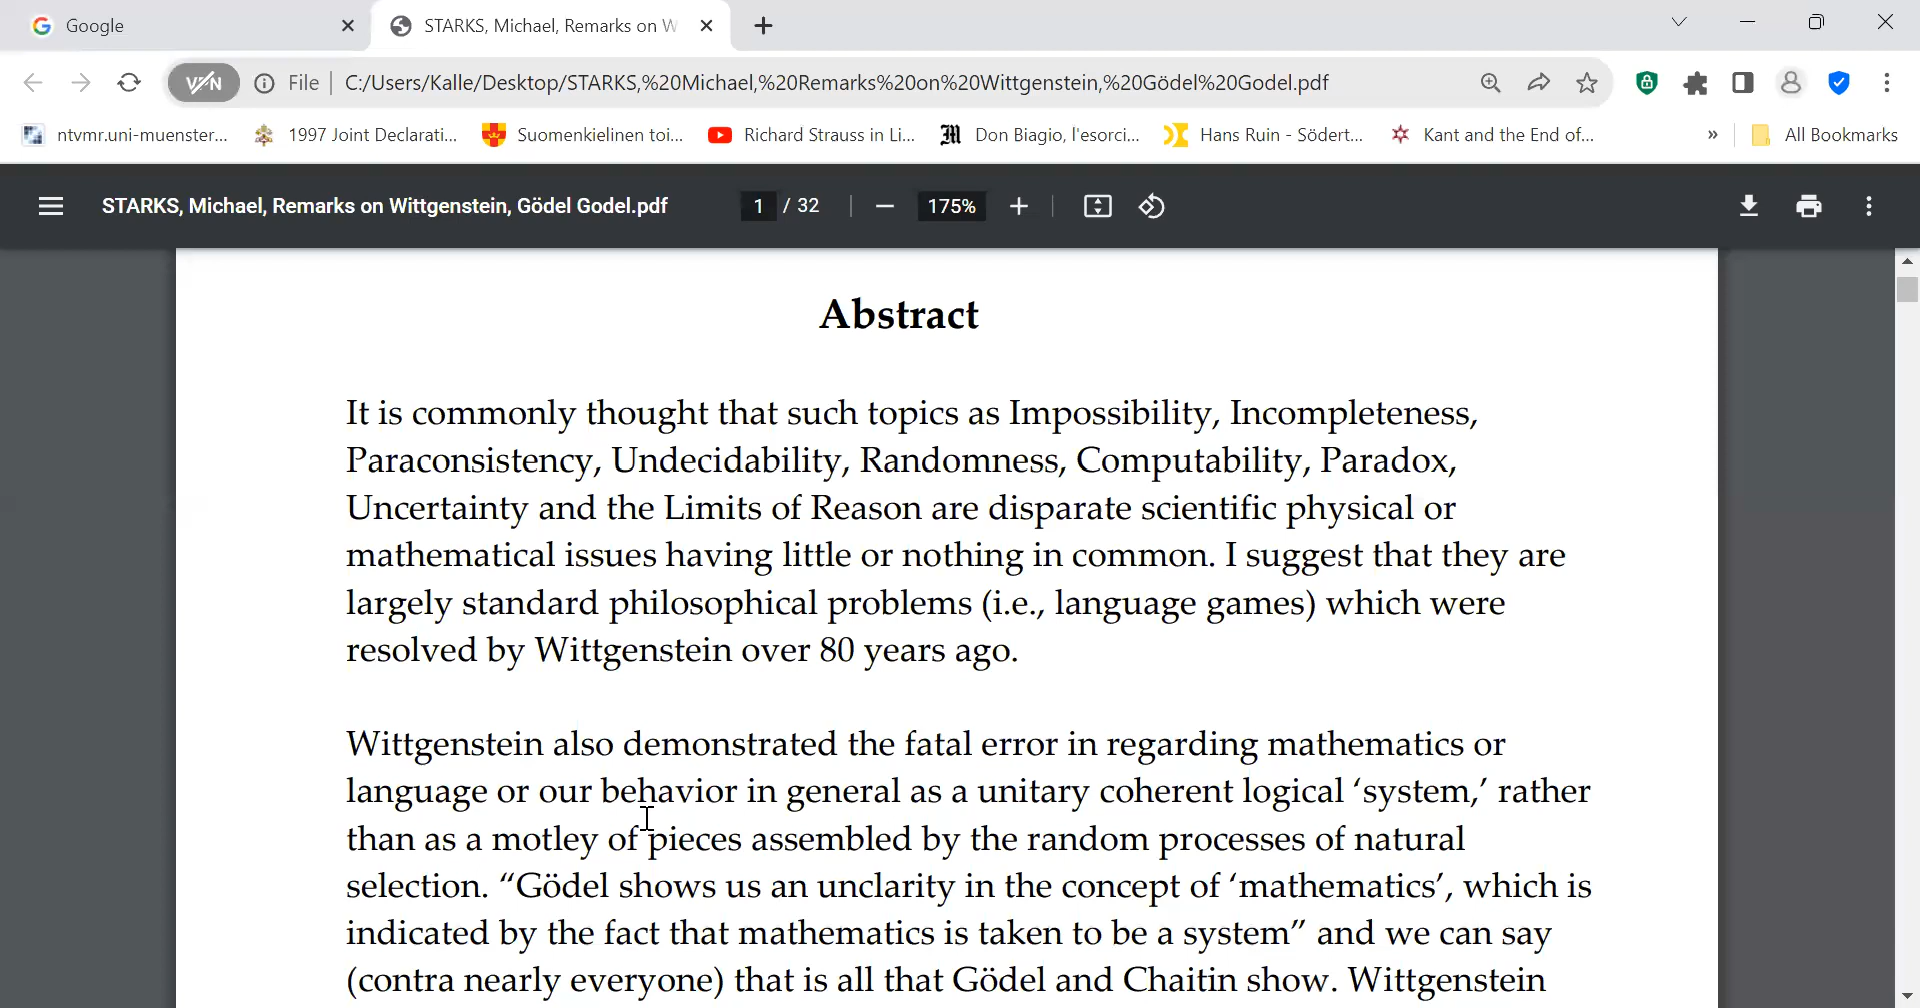 Google
STARKS, Michael, Remarks on W
VPN
File
C:/Users/Kalle/Desktop/STARKS,%20Michael,%20Remarks%20on%20Wittgenstein,%20Gödel%20Godel.pdf
ntvmr.uni-muenster...
1997 Joint Declarati...
Suomenkielinen toi...
Richard Strauss in Li...
Don Biagio, l'esorci...
Hans Ruin - Södert...
Kant and the End of...
»
All Bookmarks
STARKS, Michael, Remarks on Wittgenstein, Gödel Godel.pdf
1 / 32
175%
Abstract
It is commonly thought that such topics as Impossibility, Incompleteness,
Paraconsistency, Undecidability, Randomness, Computability, Paradox,
Uncertainty and the Limits of Reason are disparate scientific physical or
mathematical issues having little or nothing in common. I suggest that they are
largely standard philosophical problems (i.e., language games) which were
resolved by Wittgenstein over 80 years ago.
Wittgenstein also demonstrated the fatal error in regarding mathematics or
language or our behavior in general as a unitary coherent logical ‘system,’ rather
than as a motley of pieces assembled by the random processes of natural
selection. “Gödel shows us an unclarity in the concept of ‘mathematics’, which is
indicated by the fact that mathematics is taken to be a system” and we can say
(contra nearly everyone) that is all that Gödel and Chaitin show. Wittgenstein